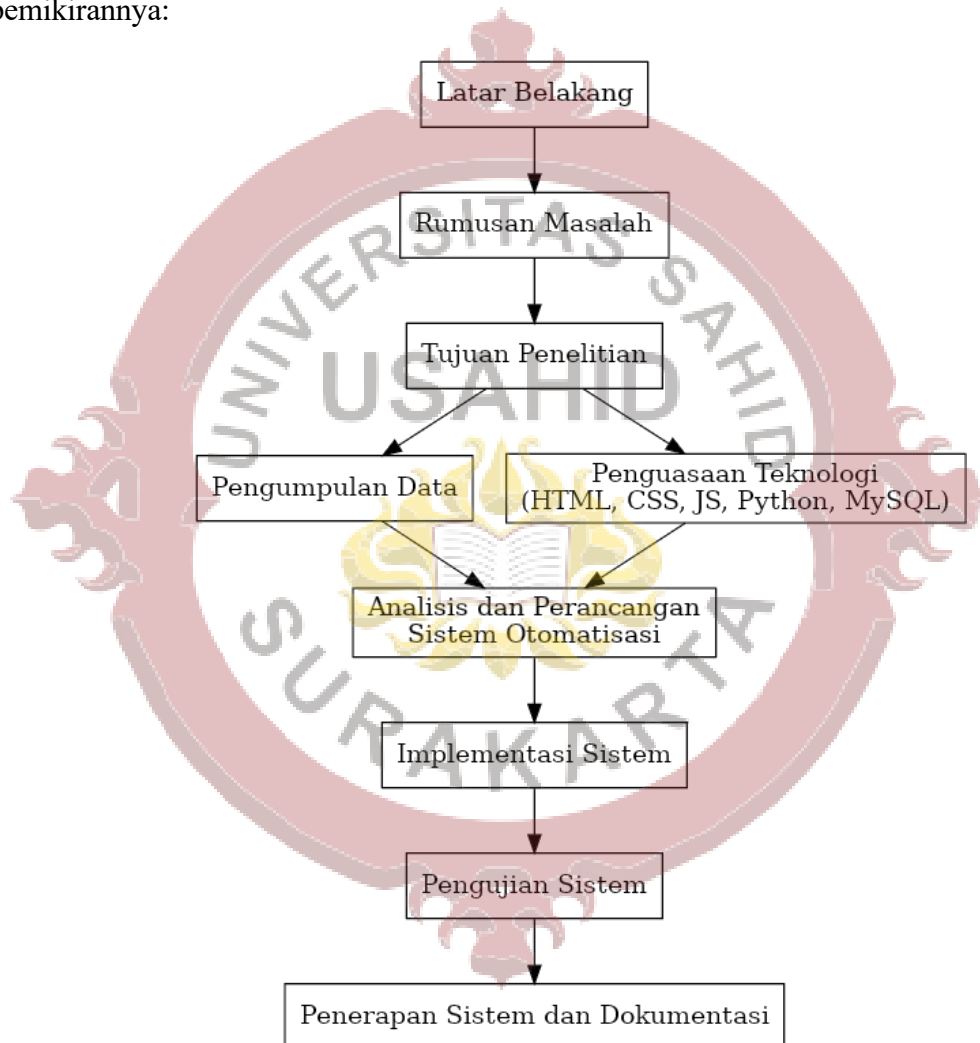 pemikirannya:
Latar Belakang
Rumusan Masalah
Tujuan Penelitian
Pengumpulan Data
Penguasaan Teknologi
(HTML, CSS, JS, Python, MySQL)
Analisis dan Perancangan
Sistem Otomatisasi
Implementasi Sistem
Pengujian Sistem
Penerapan Sistem dan Dokumentasi
UNIVERSITAS SAHID
USAHID
SURAKARTA